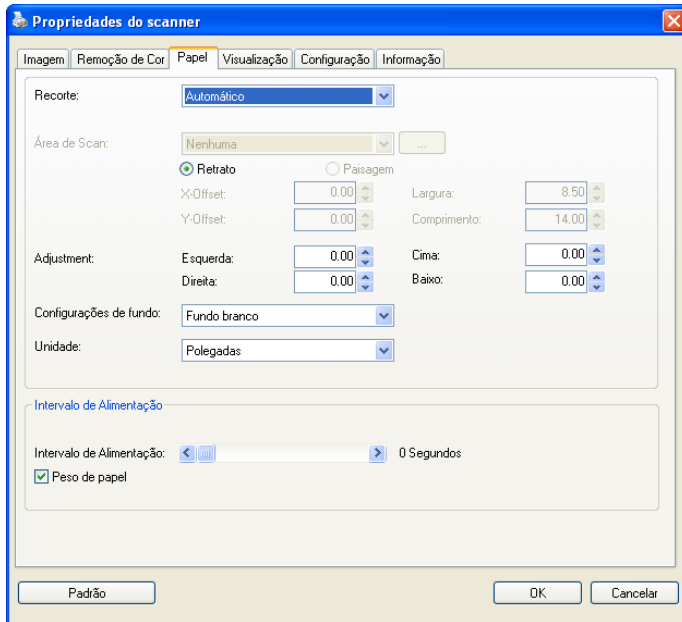 Propriedades do scanner
Imagem Remoção de Cor Papel Visualização Configuração Informação
Recorte: Automático
Área de Scan: Nenhuma ...
Retrato Paisagem
X-Offset: 0.00 Largura: 8.50
Y-Offset: 0.00 Comprimento: 14.00
Adjustment: Esquerda: 0.00 Cima: 0.00
Direita: 0.00 Baixo: 0.00
Configurações de fundo: Fundo branco
Unidade: Polegadas
Intervalo de Alimentação
Intervalo de Alimentação: 0 Segundos
Peso de papel
Padrão OK Cancelar